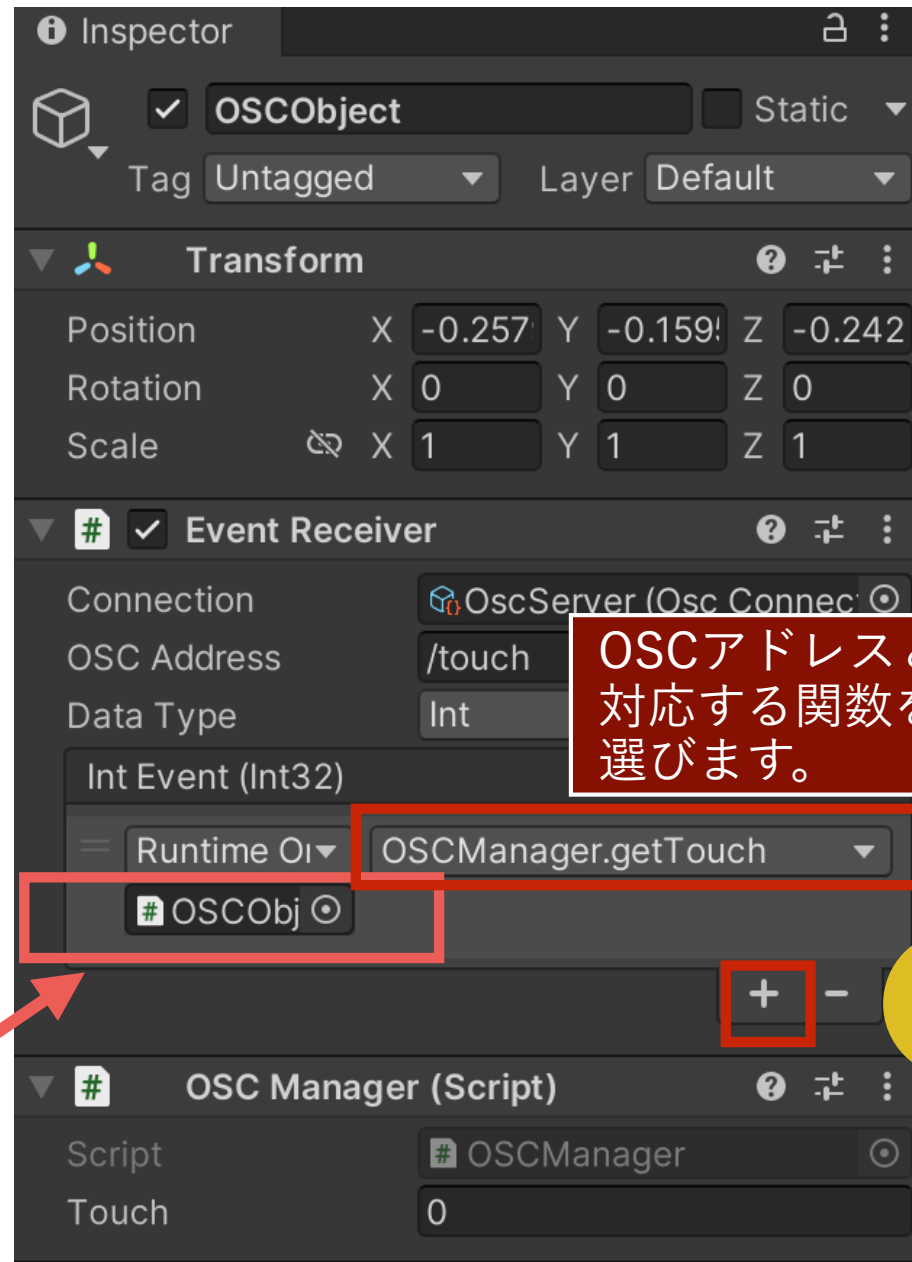 Inspector
OSCObject Static
Tag Untagged Layer Default
Transform
Position X -0.257 Y -0.159 Z -0.242
Rotation X 0 Y 0 Z 0
Scale X 1 Y 1 Z 1
# Event Receiver
Connection OscServer (Osc Connec
OSC Address /touch
OSCアドレスと
対応する関数を
選びます。
Data Type Int
Int Event (Int32)
Runtime O OSCManager.getTouch
# OSCObj
+ −
# OSC Manager (Script)
Script # OSCManager
Touch 0